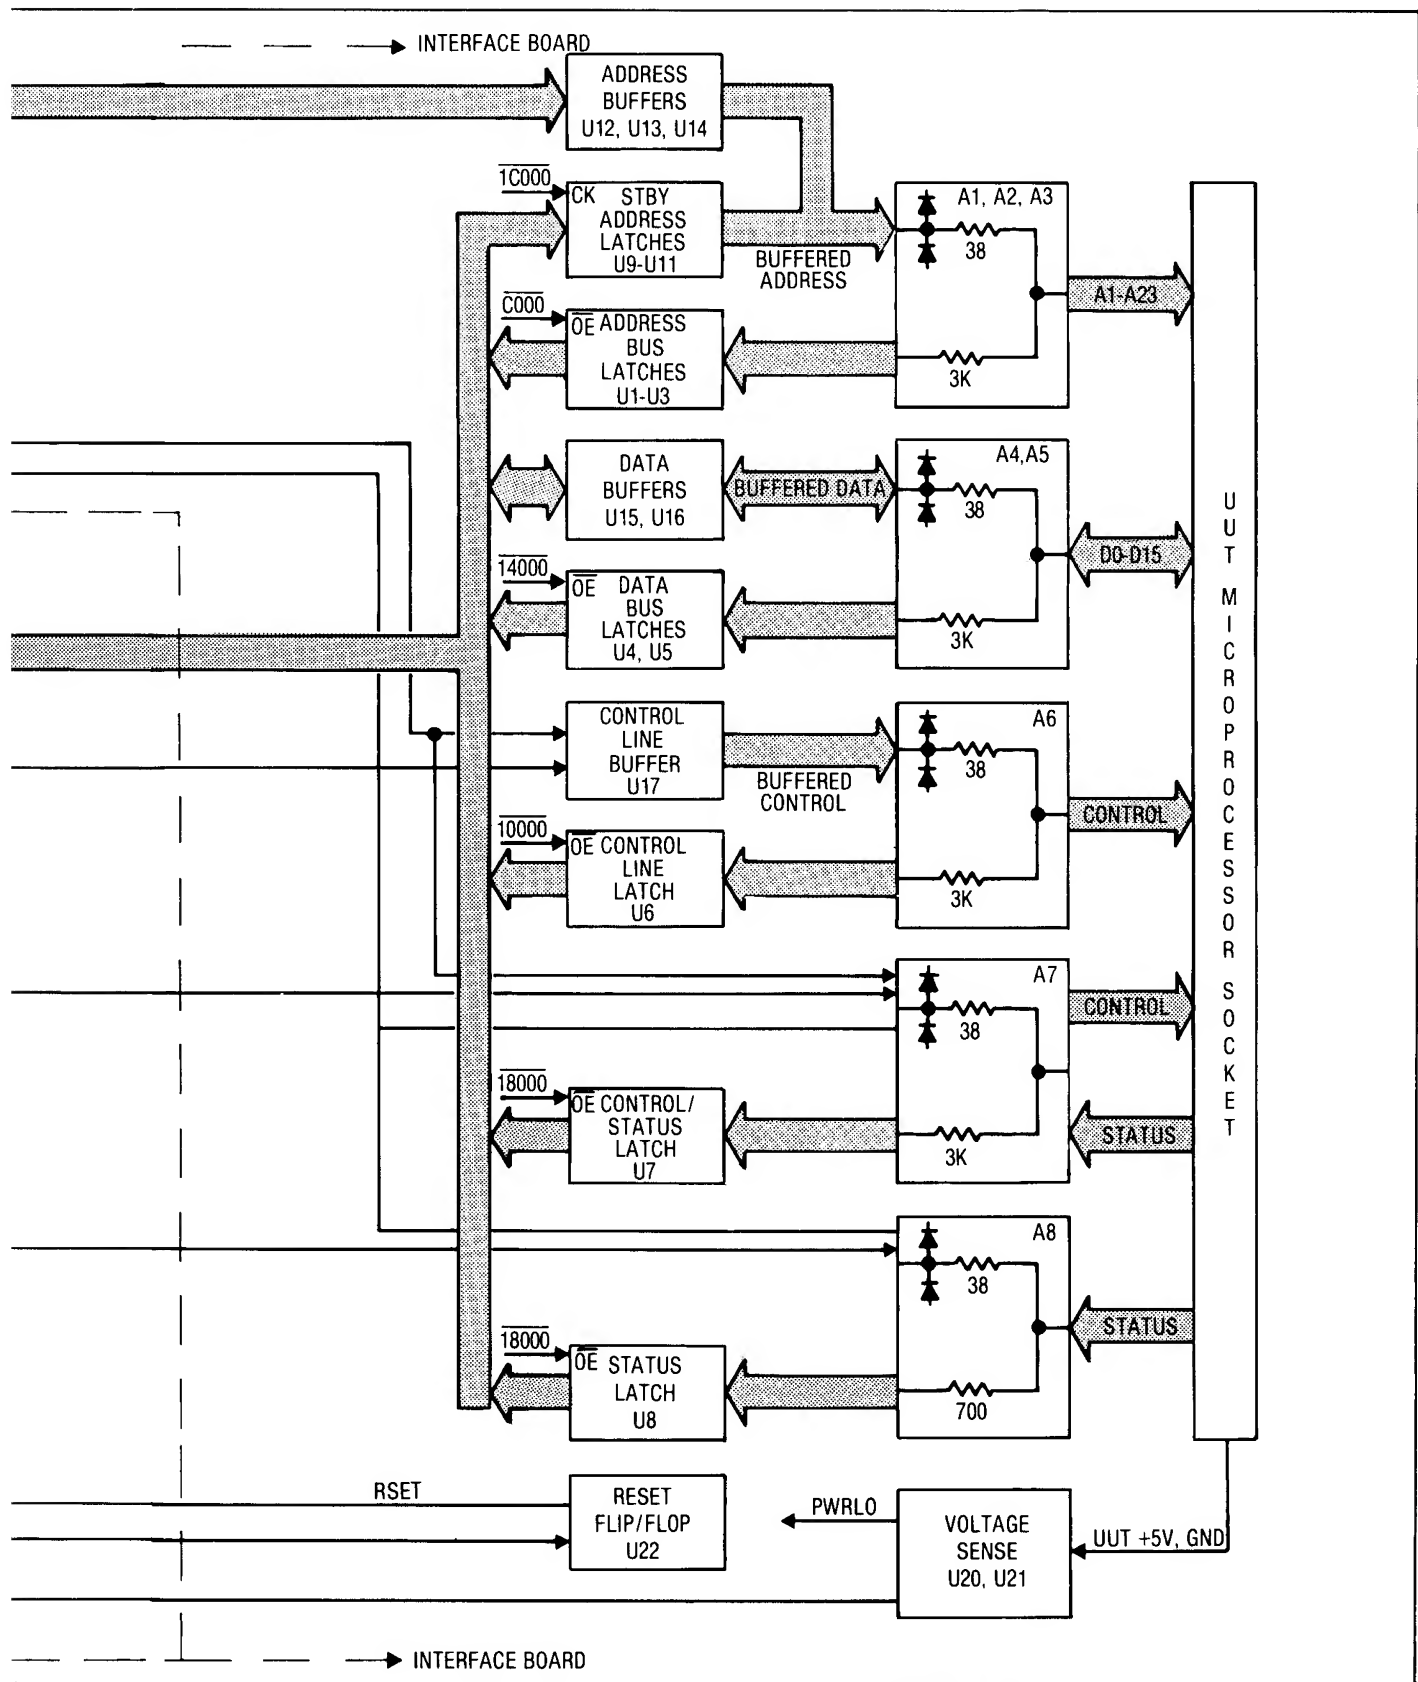 INTERFACE BOARD
ADDRESS
BUFFERS
U12, U13, U14
1C000
CK STBY
ADDRESS
LATCHES
U9-U11
BUFFERED
ADDRESS
A1, A2, A3
38
3K
A1-A23
C000
OE ADDRESS
BUS
LATCHES
U1-U3
DATA
BUFFERS
U15, U16
BUFFERED DATA
A4,A5
38
3K
D0-D15
14000
OE DATA
BUS
LATCHES
U4, U5
CONTROL
LINE
BUFFER
U17
BUFFERED
CONTROL
A6
38
3K
CONTROL
10000
OE CONTROL
LINE
LATCH
U6
A7
38
3K
CONTROL
STATUS
18000
OE CONTROL/
STATUS
LATCH
U7
A8
38
700
STATUS
18000
OE STATUS
LATCH
U8
UUT MICROPROCESSOR SOCKET
RSET
RESET
FLIP/FLOP
U22
PWRLO
VOLTAGE
SENSE
U20, U21
UUT +5V, GND
INTERFACE BOARD